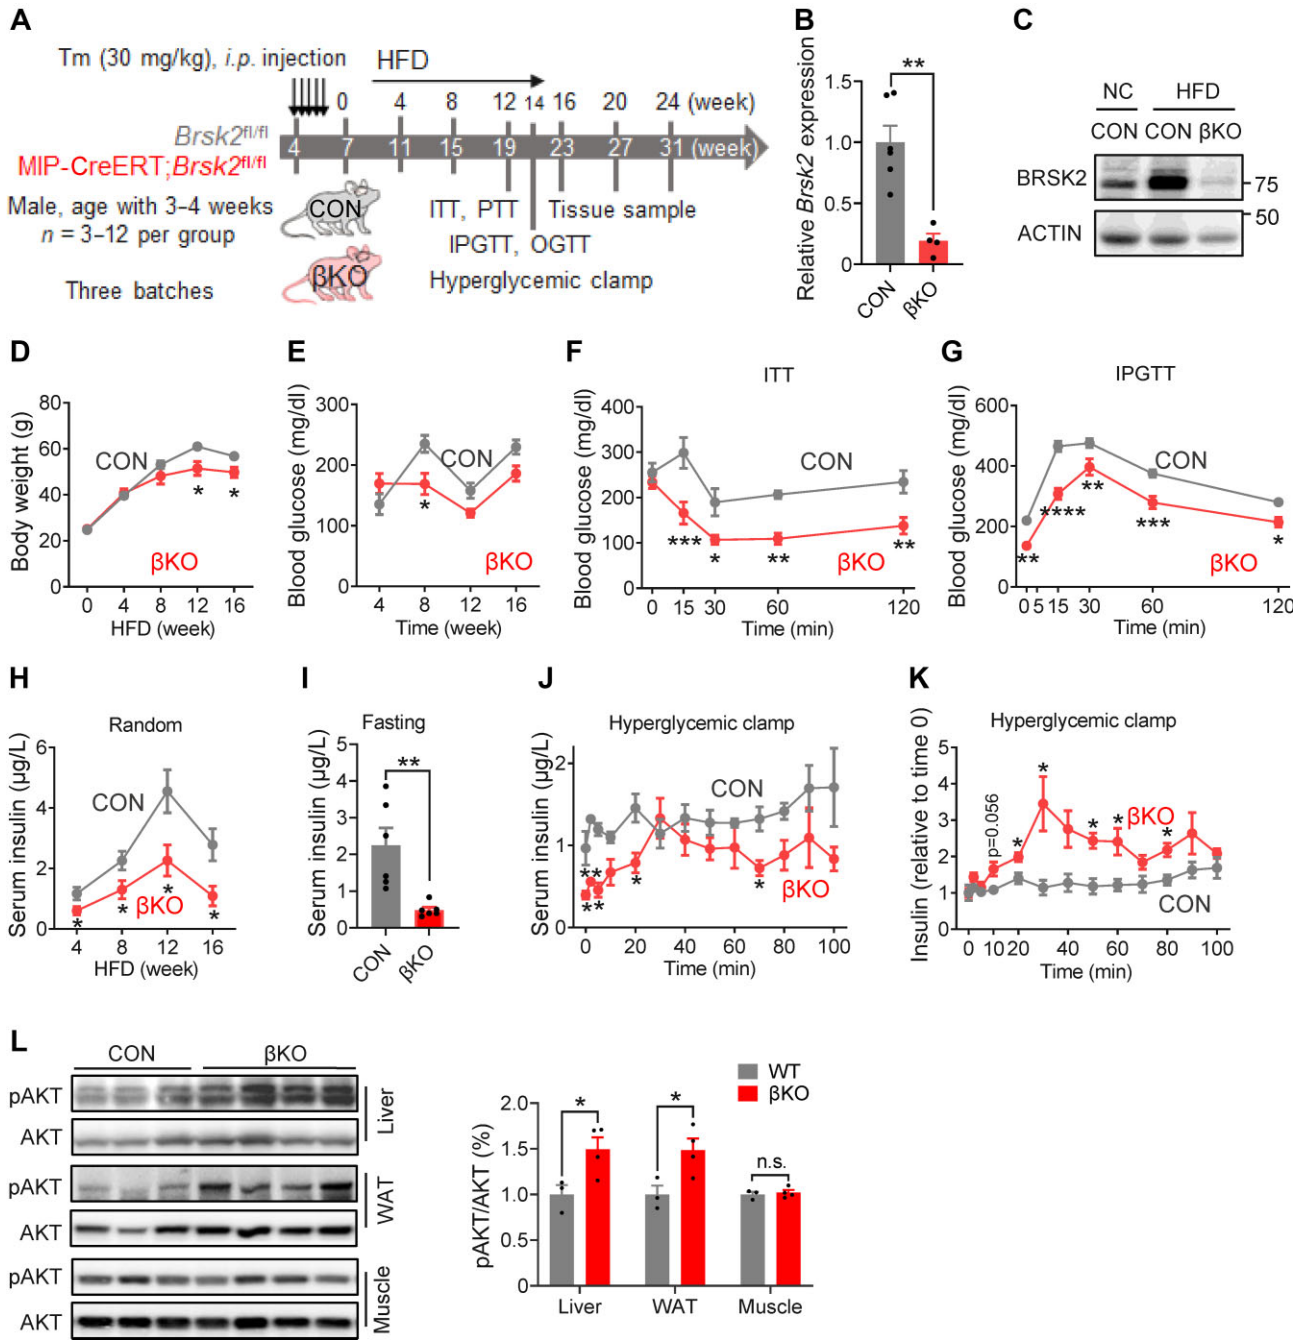 A
Tm (30 mg/kg), i.p. injection
HFD
0 4 8 12 14 16 20 24 (week)
Brsk2fl/fl
4 7 11 15 19 21 23 27 31 (week)
MIP-CreERT;Brsk2fl/fl
Male, age with 3–4 weeks
n = 3–12 per group
Three batches
CON
βKO
ITT, PTT
Tissue sample
IPGTT, OGTT
Hyperglycemic clamp
B
Relative Brsk2 expression
1.5
1.0
0.5
0
**
CON
βKO
C
NC HFD
CON CON βKO
BRSK2
75
50
ACTIN
D
Body weight (g)
80
60
40
20
0
CON
* *
βKO
0 4 8 12 16
HFD (week)
E
Blood glucose (mg/dl)
300
200
100
0
CON
*
βKO
4 8 12 16
Time (week)
F
ITT
Blood glucose (mg/dl)
400
300
200
100
0
CON
*** * ** **
βKO
0 15 30 60 120
Time (min)
G
IPGTT
Blood glucose (mg/dl)
600
400
200
0
CON
** **** ** *** *
βKO
0 5 15 30 60 120
Time (min)
H
Random
Serum insulin (μg/L)
6
4
2
0
CON
βKO
* * * *
4 8 12 16
HFD (week)
I
Fasting
Serum insulin (μg/L)
5
4
3
2
1
0
**
CON
βKO
J
Hyperglycemic clamp
Serum insulin (μg/L)
2
1
0
CON
**
* * * *
βKO
0 20 40 60 80 100
Time (min)
K
Hyperglycemic clamp
Insulin (relative to time 0)
5
4
3
2
1
0
p=0.056
* * * * *
βKO
CON
0 10 20 40 60 80 100
Time (min)
L
CON βKO
pAKT
AKT
Liver
pAKT
AKT
WAT
pAKT
AKT
Muscle
WT
βKO
pAKT/AKT (%)
2.0
1.5
1.0
0.5
0
* * n.s.
Liver WAT Muscle